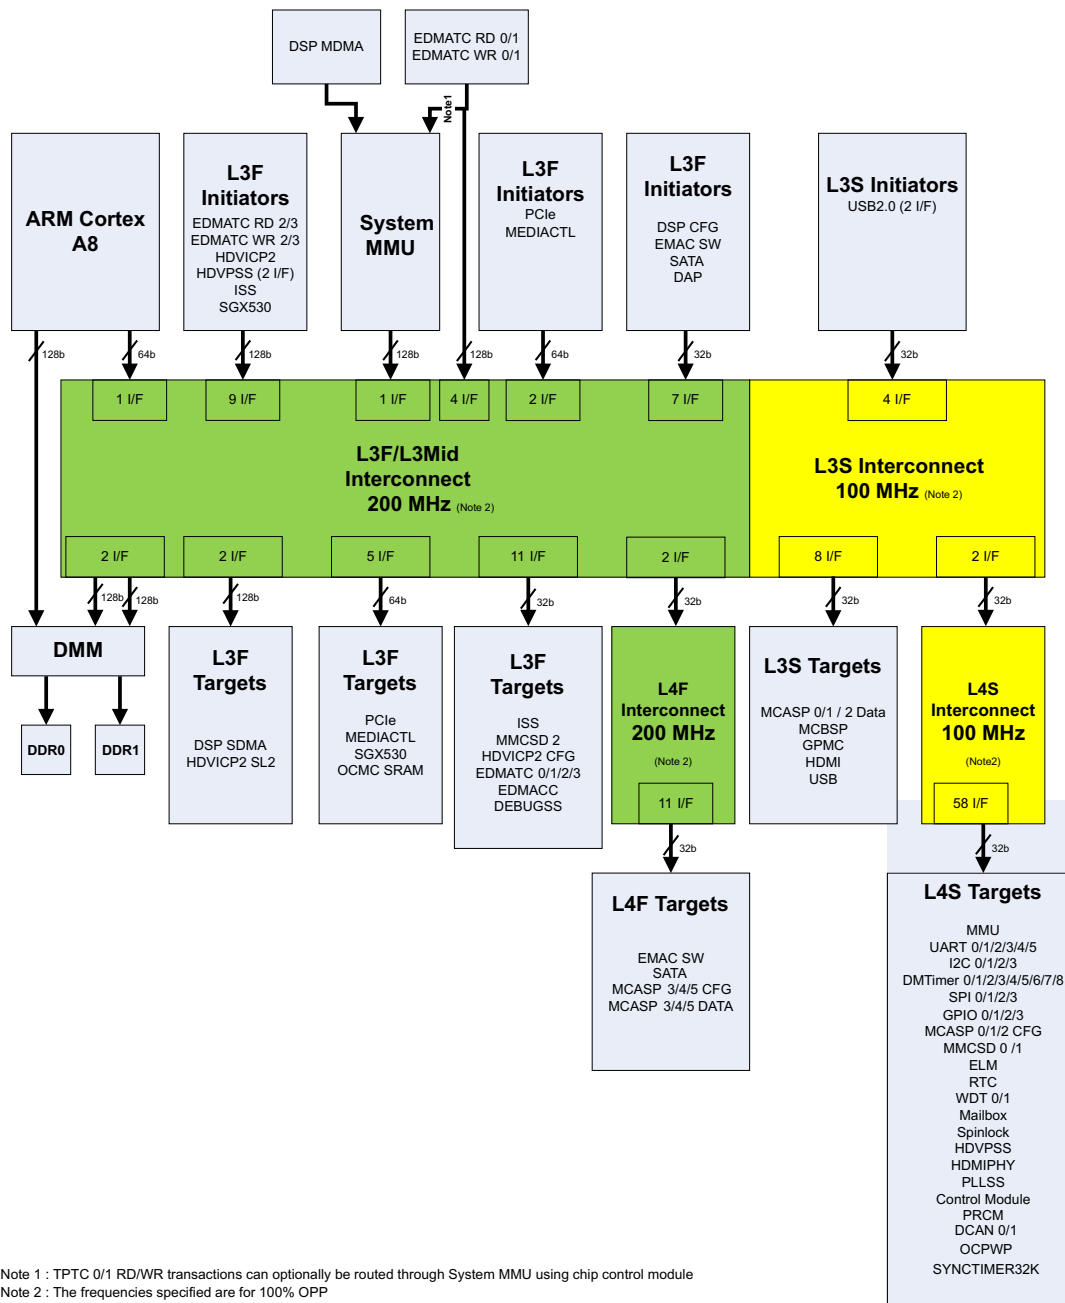 DSP MDMA
EDMATC RD 0/1
EDMATC WR 0/1
Note1
ARM Cortex
A8
L3F
Initiators
EDMATC RD 2/3
EDMATC WR 2/3
HDVICP2
HDVPSS (2 I/F)
ISS
SGX530
System
MMU
L3F
Initiators
PCIe
MEDIACTL
L3F
Initiators
DSP CFG
EMAC SW
SATA
DAP
L3S Initiators
USB2.0 (2 I/F)
128b
64b
128b
128b
128b
64b
32b
32b
1 I/F
9 I/F
1 I/F
4 I/F
2 I/F
7 I/F
4 I/F
L3F/L3Mid
Interconnect
200 MHz (Note 2)
L3S Interconnect
100 MHz (Note 2)
2 I/F
2 I/F
5 I/F
11 I/F
2 I/F
8 I/F
2 I/F
128b
128b
128b
64b
32b
32b
32b
32b
DMM
DDR0
DDR1
L3F
Targets
DSP SDMA
HDVICP2 SL2
L3F
Targets
PCIe
MEDIACTL
SGX530
OCMC SRAM
L3F
Targets
ISS
MMCSD 2
HDVICP2 CFG
EDMATC 0/1/2/3
EDMACC
DEBUGSS
L4F
Interconnect
200 MHz
(Note 2)
11 I/F
32b
L3S Targets
MCASP 0/1 / 2 Data
MCBSP
GPMC
HDMI
USB
L4S
Interconnect
100 MHz
(Note2)
58 I/F
32b
L4F Targets
EMAC SW
SATA
MCASP 3/4/5 CFG
MCASP 3/4/5 DATA
L4S Targets
MMU
UART 0/1/2/3/4/5
I2C 0/1/2/3
DMTimer 0/1/2/3/4/5/6/7/8
SPI 0/1/2/3
GPIO 0/1/2/3
MCASP 0/1/2 CFG
MMCSD 0 /1
ELM
RTC
WDT 0/1
Mailbox
Spinlock
HDVPSS
HDMIPHY
PLLSS
Control Module
PRCM
DCAN 0/1
OCPWP
SYNCTIMER32K
Note 1 : TPTC 0/1 RD/WR transactions can optionally be routed through System MMU using chip control module
Note 2 : The frequencies specified are for 100% OPP